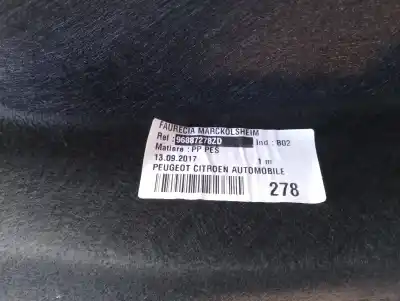 FAURECIA MARCKOLSHEIM
Ref : 96887278ZD Ind : B02
Matiere : PP PES
13.09.2017 1 m
PEUGEOT CITROEN AUTOMOBILE
278